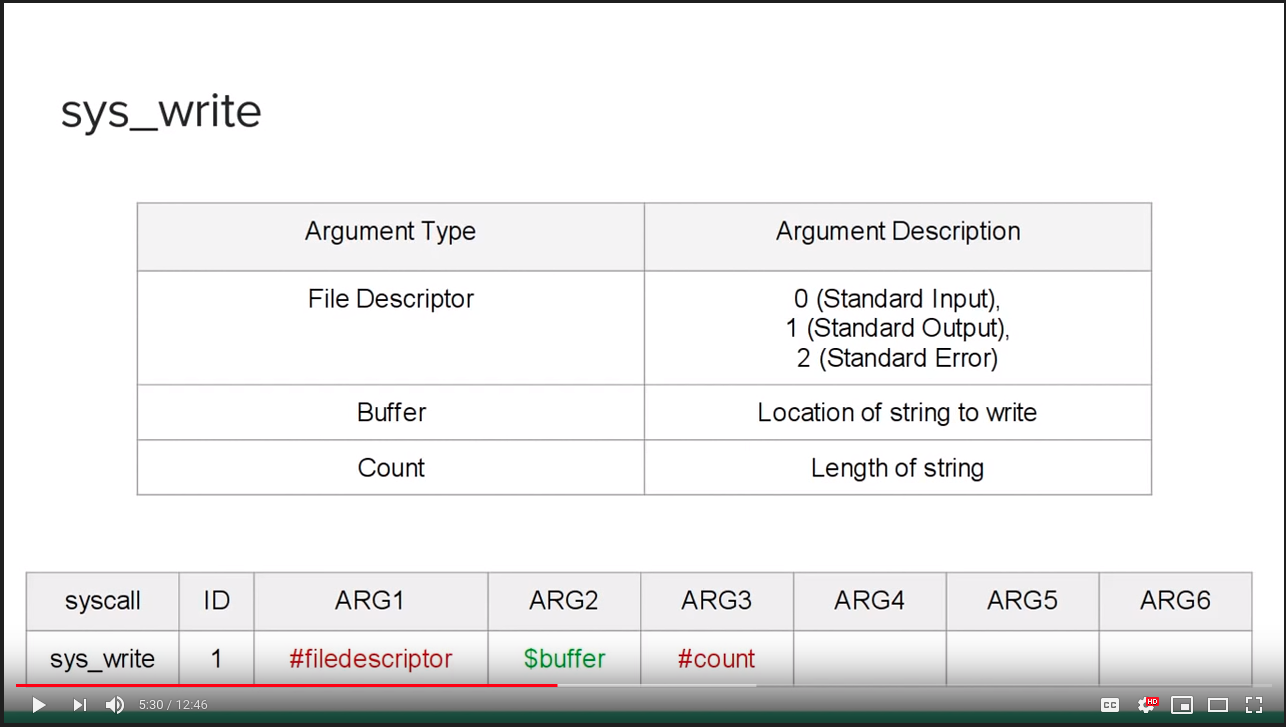 sys_write
Argument Type Argument Description
File Descriptor 0 (Standard Input),
1 (Standard Output),
2 (Standard Error)
Buffer Location of string to write
Count Length of string
syscall ID ARG1 ARG2 ARG3 ARG4 ARG5 ARG6
sys_write 1 #filedescriptor $buffer #count
5:30 / 12:46 CC HD